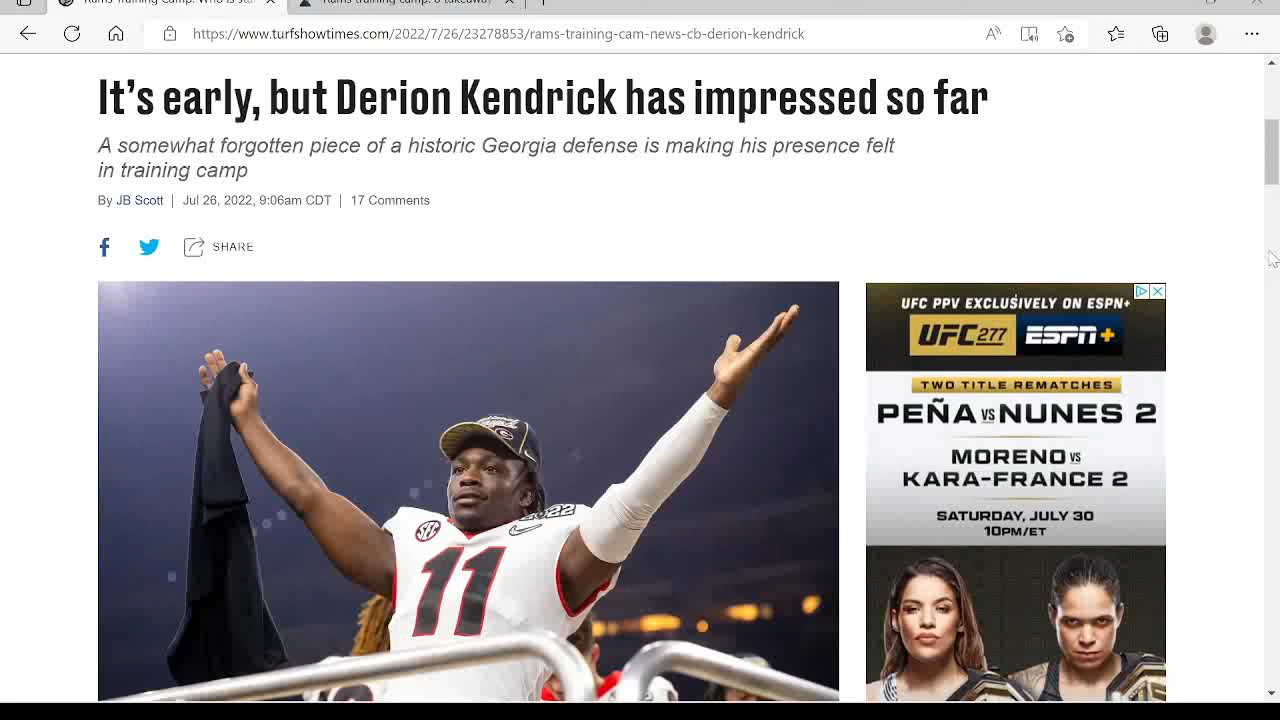 https://www.turfshowtimes.com/2022/7/26/23278853/rams-training-cam-news-cb-derion-kendrick
It’s early, but Derion Kendrick has impressed so far
A somewhat forgotten piece of a historic Georgia defense is making his presence felt
in training camp
By JB Scott | Jul 26, 2022, 9:06am CDT | 17 Comments
SHARE
SEC
2022
11
UFC PPV EXCLUSIVELY ON ESPN+
UFC 277 ESPN+
TWO TITLE REMATCHES
PEÑA VS NUNES 2
MORENO VS
KARA-FRANCE 2
SATURDAY, JULY 30
10PM/ET